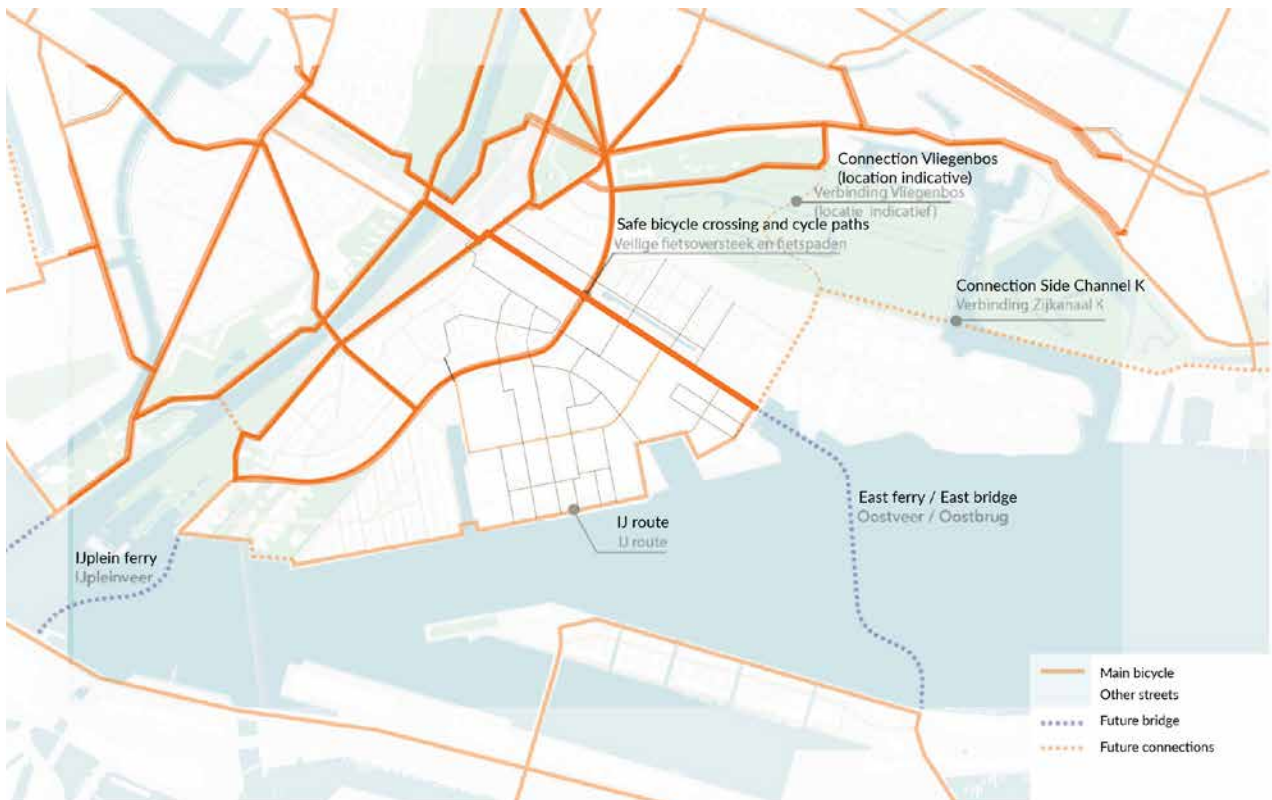 Connection Vliegenbos
(location indicative)
Verbinding Vliegenbos
(locatie indicatief)
Safe bicycle crossing and cycle paths
Veilige fietsoversteek en fietspaden
Connection Side Channel K
Verbinding Zijkanaal K
East ferry / East bridge
Oostveer / Oostbrug
IJ route
IJ route
IJplein ferry
IJpleinveer
Main bicycle
Other streets
Future bridge
Future connections